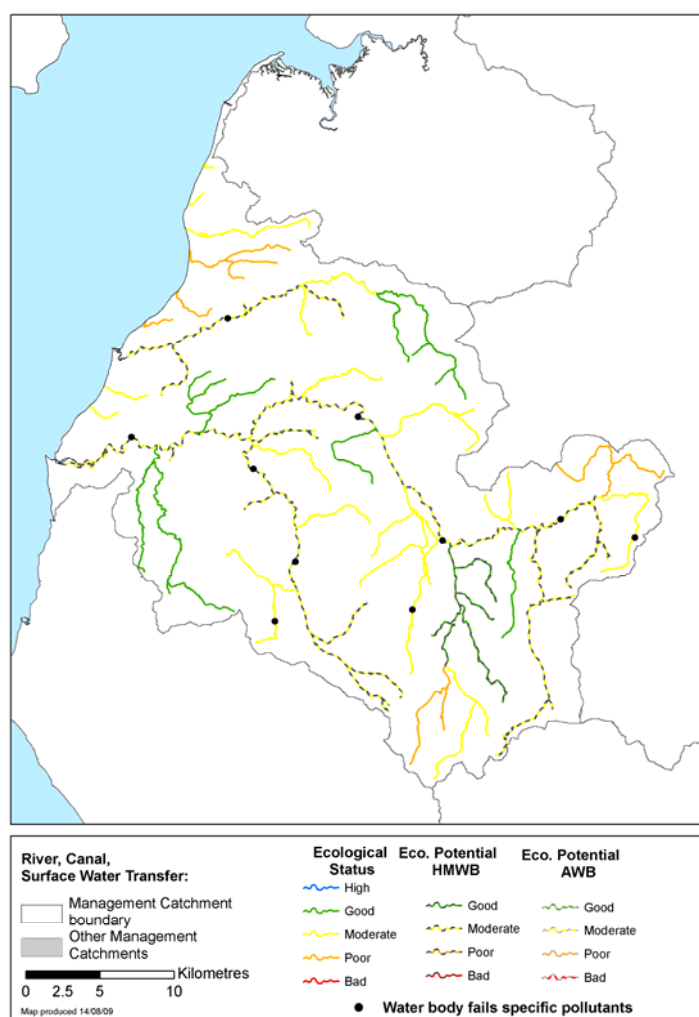 River, Canal,
Surface Water Transfer:
Management Catchment
boundary
Other Management
Catchments
Kilometres
0 2.5 5 10
Map produced 14/08/09
Ecological
Status
High
Good
Moderate
Poor
Bad
Eco. Potential
HMWB
Good
Moderate
Poor
Bad
Eco. Potential
AWB
Good
Moderate
Poor
Bad
Water body fails specific pollutants